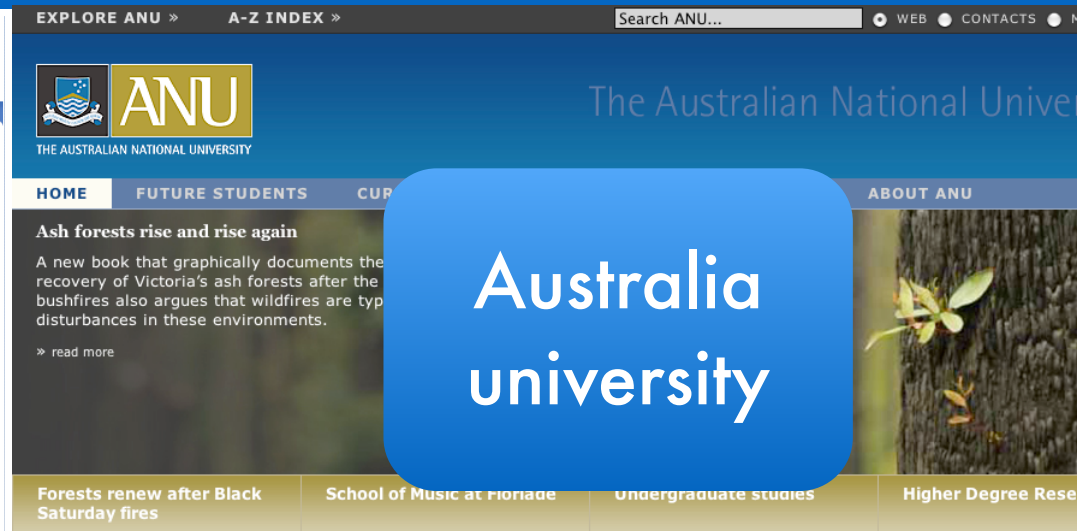 EXPLORE ANU » A-Z INDEX » Search ANU... WEB CONTACTS
ANU The Australian National
THE AUSTRALIAN NATIONAL UNIVERSITY
HOME FUTURE STUDENTS ABOUT ANU
Ash forests rise and rise again
A new book that graphically documents the
recovery of Victoria's ash forests after the
bushfires also argues that wildfires are
disturbances in these environments.
» read more
Australia
university
Forests renew after Black
Saturday fires
School of Music at Floriade
Undergraduate studies
Higher Degree